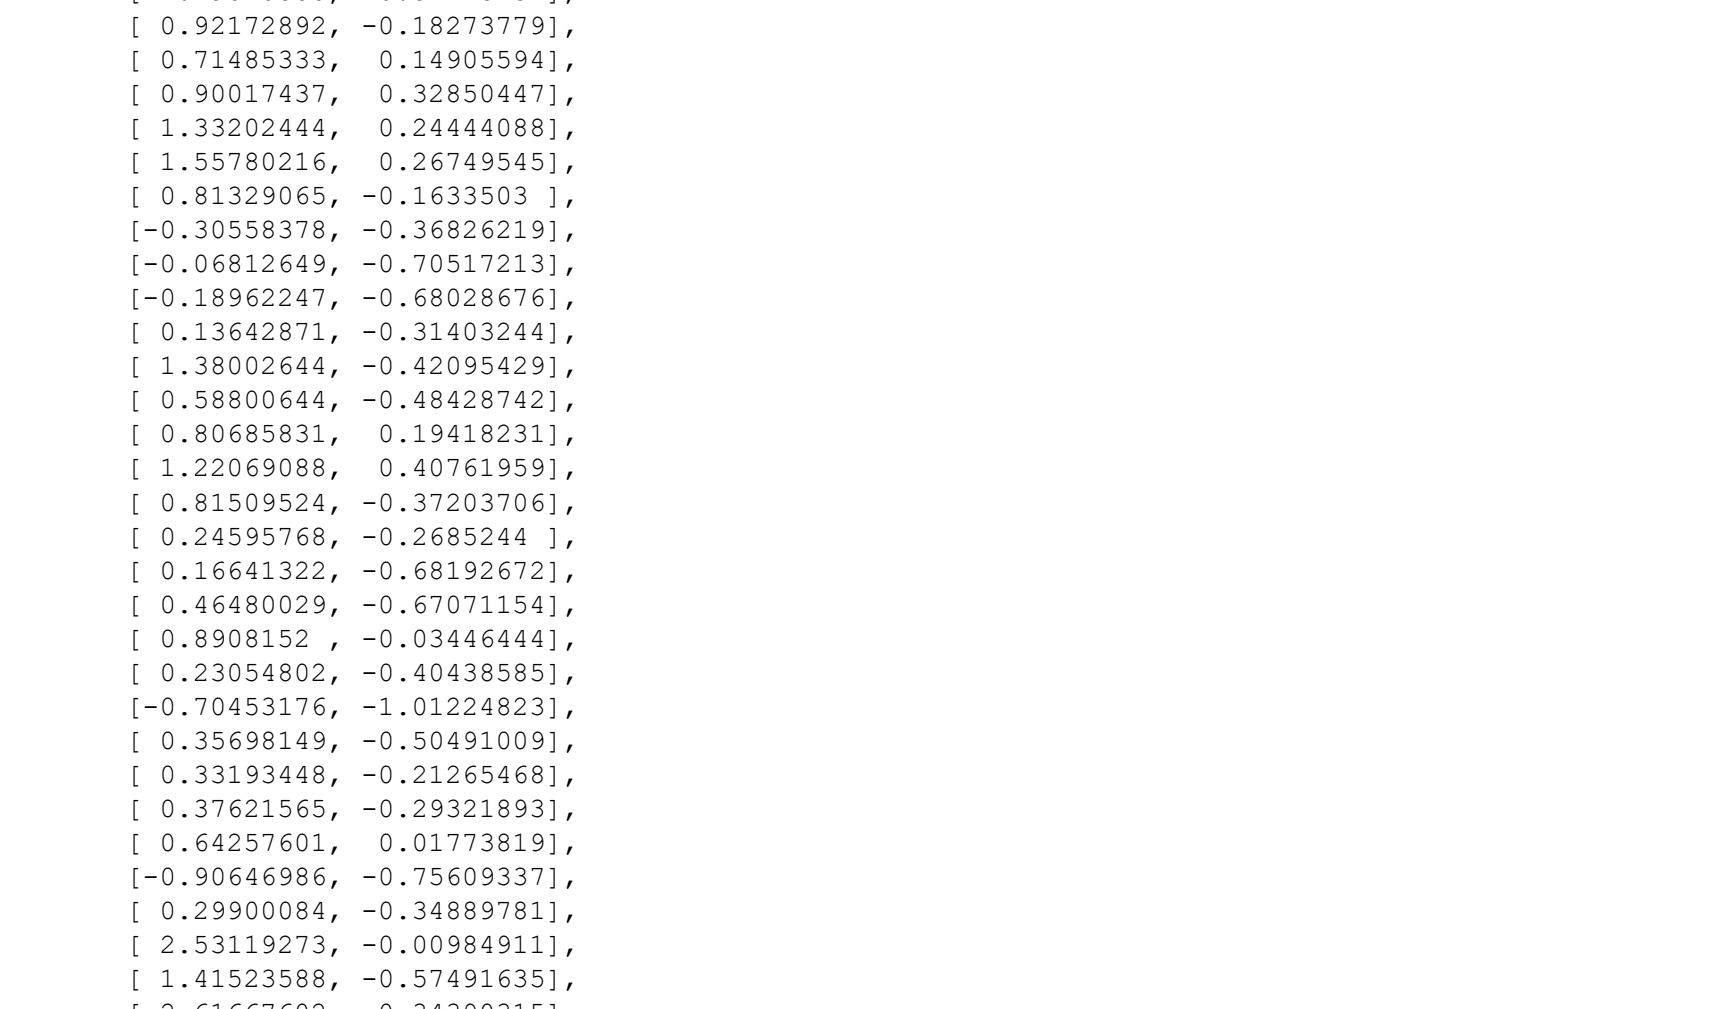 [ 0.92172892, -0.18273779],
[ 0.71485333,  0.14905594],
[ 0.90017437,  0.32850447],
[ 1.33202444,  0.24444088],
[ 1.55780216,  0.26749545],
[ 0.81329065, -0.1633503 ],
[-0.30558378, -0.36826219],
[-0.06812649, -0.70517213],
[-0.18962247, -0.68028676],
[ 0.13642871, -0.31403244],
[ 1.38002644, -0.42095429],
[ 0.58800644, -0.48428742],
[ 0.80685831,  0.19418231],
[ 1.22069088,  0.40761959],
[ 0.81509524, -0.37203706],
[ 0.24595768, -0.2685244 ],
[ 0.16641322, -0.68192672],
[ 0.46480029, -0.67071154],
[ 0.8908152 , -0.03446444],
[ 0.23054802, -0.40438585],
[-0.70453176, -1.01224823],
[ 0.35698149, -0.50491009],
[ 0.33193448, -0.21265468],
[ 0.37621565, -0.29321893],
[ 0.64257601,  0.01773819],
[-0.90646986, -0.75609337],
[ 0.29900084, -0.34889781],
[ 2.53119273, -0.00984911],
[ 1.41523588, -0.57491635],